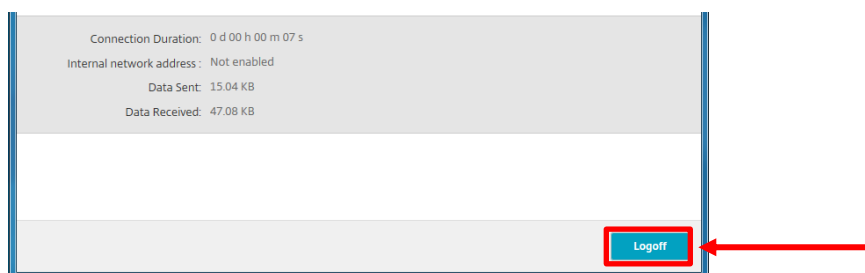 Connection Duration: 0 d 00 h 00 m 07 s
Internal network address : Not enabled
Data Sent: 15.04 KB
Data Received: 47.08 KB
Logoff